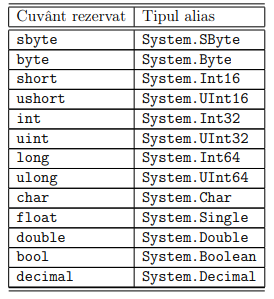 Cuvânt rezervat Tipul alias
sbyte System.SByte
byte System.Byte
short System.Int16
ushort System.UInt16
int System.Int32
uint System.UInt32
long System.Int64
ulong System.UInt64
char System.Char
float System.Single
double System.Double
bool System.Boolean
decimal System.Decimal